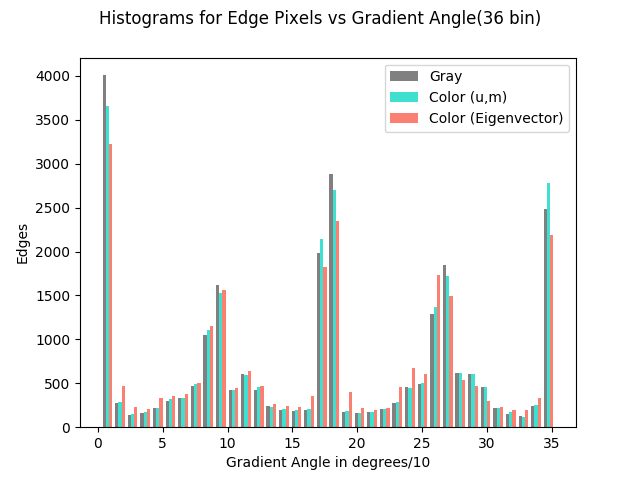 Histograms for Edge Pixels vs Gradient Angle(36 bin)
Gray
Color (u,m)
Color (Eigenvector)
4000
3500
3000
2500
2000
1500
1000
500
0
Edges
0 5 10 15 20 25 30 35
Gradient Angle in degrees/10